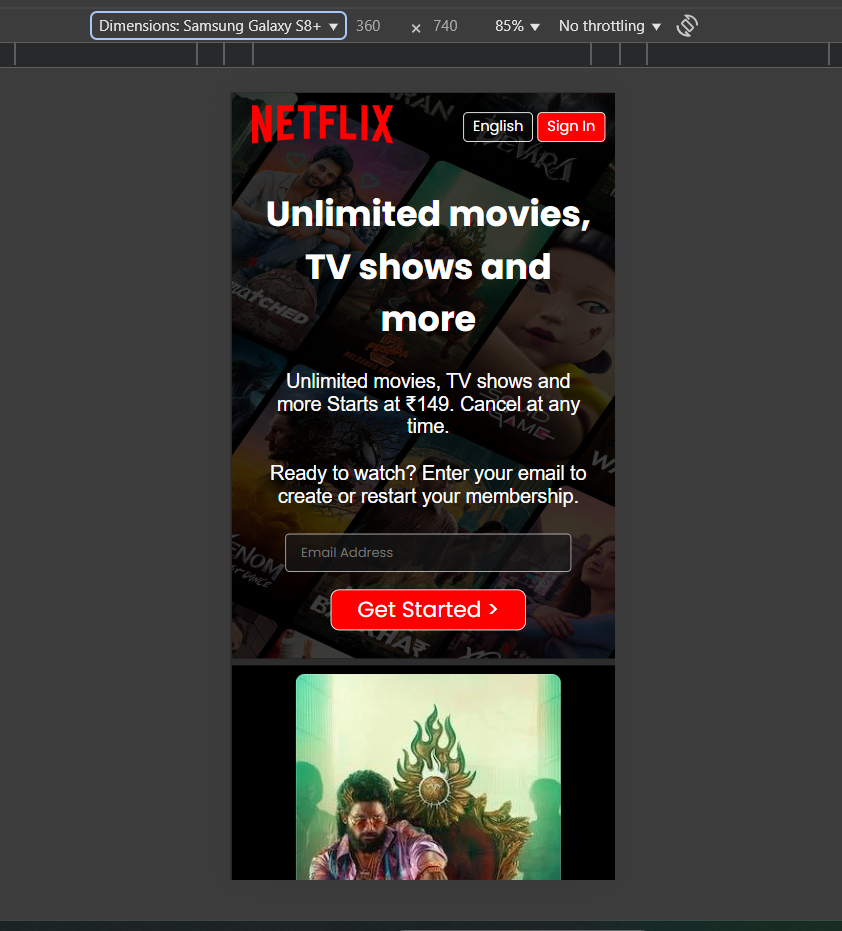 Dimensions: Samsung Galaxy S8+ ▼ 360 × 740 85% ▼ No throttling ▼
NETFLIX
English Sign In
DEVARA
Unlimited movies,
TV shows and
more
Unlimited movies, TV shows and
more Starts at ₹149. Cancel at any
time.
GAME
Ready to watch? Enter your email to
create or restart your membership.
Email Address
Get Started >